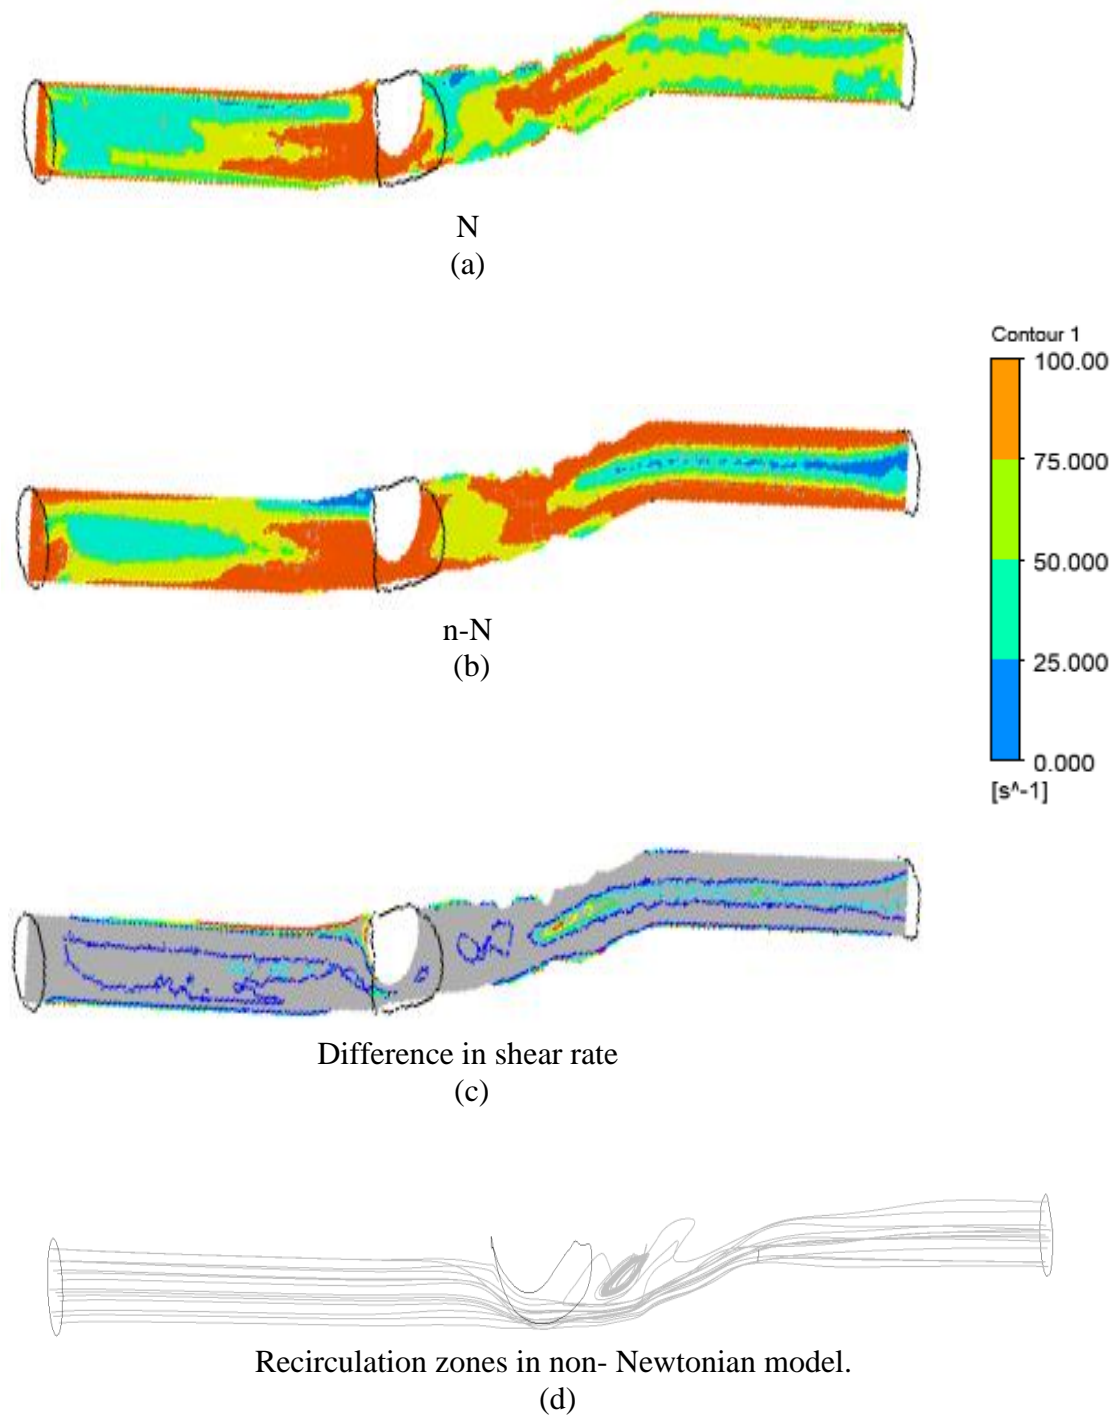 N
(a)
Contour 1
100.00
75.000
50.000
25.000
0.000
[s^-1]
n-N
(b)
Difference in shear rate
(c)
Recirculation zones in non- Newtonian model.
(d)